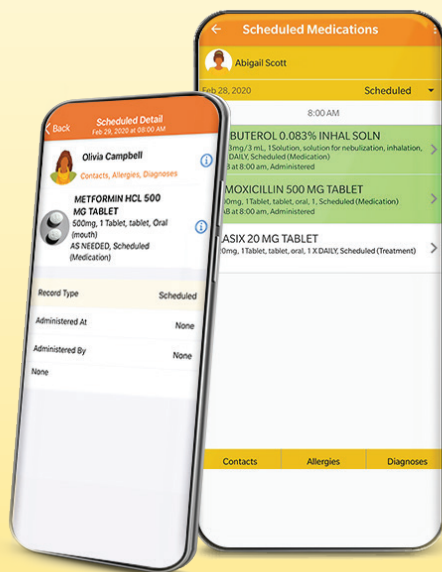 Back
Scheduled Detail
Feb 29, 2020 at 08:00 AM
Olivia Campbell
Contacts, Allergies, Diagnoses
METFORMIN HCL 500
MG TABLET
500mg, 1 Tablet, tablet, Oral
(mouth)
AS NEEDED, Scheduled
(Medication)
Record Type Scheduled
Administered At None
Administered By None
None
Scheduled Medications
Abigail Scott
Feb 28, 2020 Scheduled
8:00 AM
BUTEROL 0.083% INHAL SOLN
3mg/3 mL, 1Solution, solution for nebulization, inhalation,
DAILY, Scheduled (Medication)
at 8:00 am, Administered
MOXICILLIN 500 MG TABLET
0mg, 1Tablet, tablet, oral, 1, Scheduled (Medication)
at 8:00 am, Administered
ASIX 20 MG TABLET
0mg, 1Tablet, tablet, oral, 1 X DAILY, Scheduled (Treatment)
Contacts Allergies Diagnoses